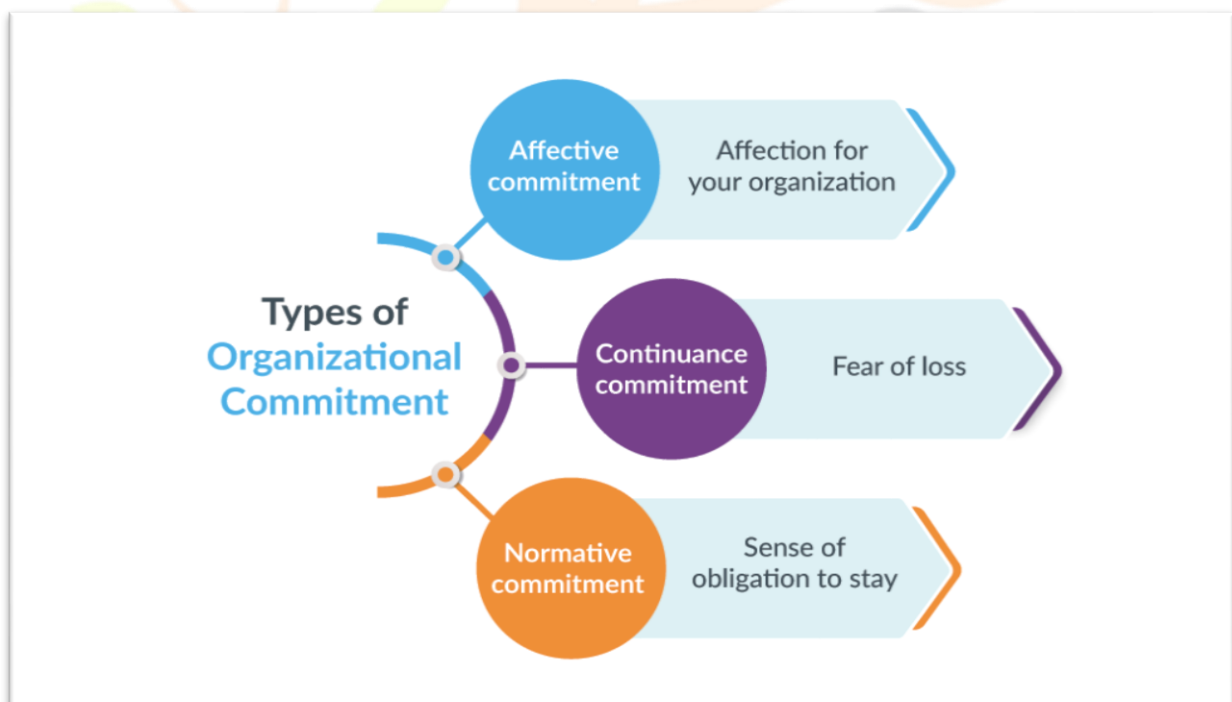 Types of
Organizational
Commitment
Affective
commitment
Affection for
your organization
Continuance
commitment
Fear of loss
Normative
commitment
Sense of
obligation to stay